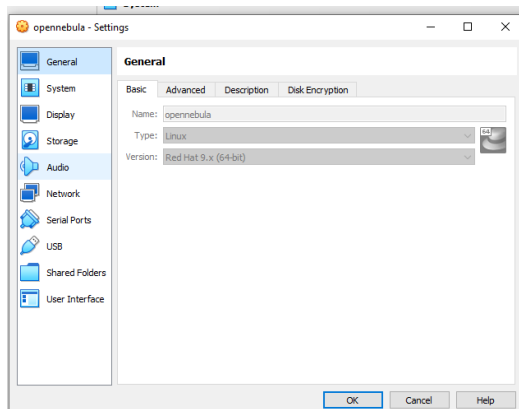 opennebula - Settings
General
System
Display
Storage
Audio
Network
Serial Ports
USB
Shared Folders
User Interface
General
Basic Advanced Description Disk Encryption
Name: opennebula
Type: Linux
64
Version: Red Hat 9.x (64-bit)
OK Cancel Help